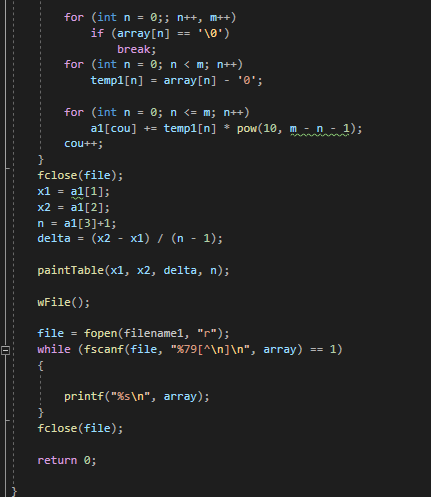 for (int n = 0;; n++, m++)
if (array[n] == '\0')
break;
for (int n = 0; n < m; n++)
temp1[n] = array[n] - '0';
for (int n = 0; n <= m; n++)
a1[cou] += temp1[n] * pow(10, m - n - 1);
cou++;
}
fclose(file);
x1 = a1[1];
x2 = a1[2];
n = a1[3]+1;
delta = (x2 - x1) / (n - 1);
paintTable(x1, x2, delta, n);
wFile();
file = fopen(filename1, "r");
while (fscanf(file, "%79[^\n]\n", array) == 1)
{
printf("%s\n", array);
}
fclose(file);
return 0;
}